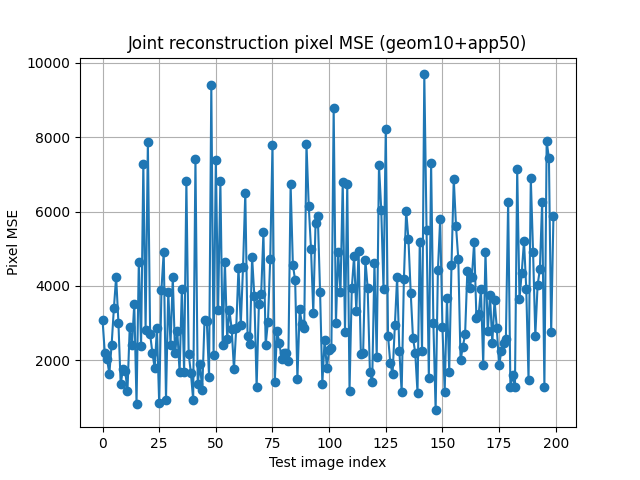 Joint reconstruction pixel MSE (geom10+app50)
10000
8000
6000
4000
2000
Pixel MSE
0 25 50 75 100 125 150 175 200
Test image index